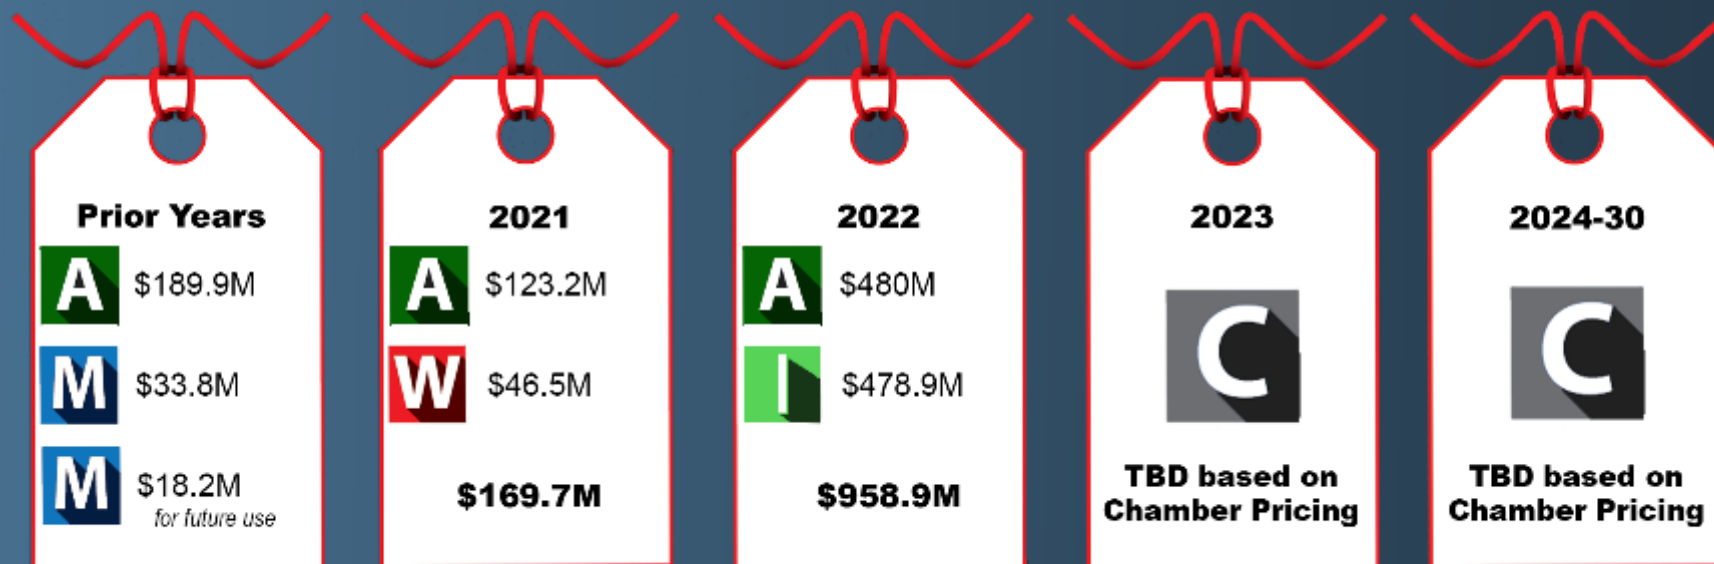 Prior Years
A $189.9M
M $33.8M
M $18.2M
for future use
2021
A $123.2M
W $46.5M
$169.7M
2022
A $480M
I $478.9M
$958.9M
2023
C
TBD based on
Chamber Pricing
2024-30
C
TBD based on
Chamber Pricing